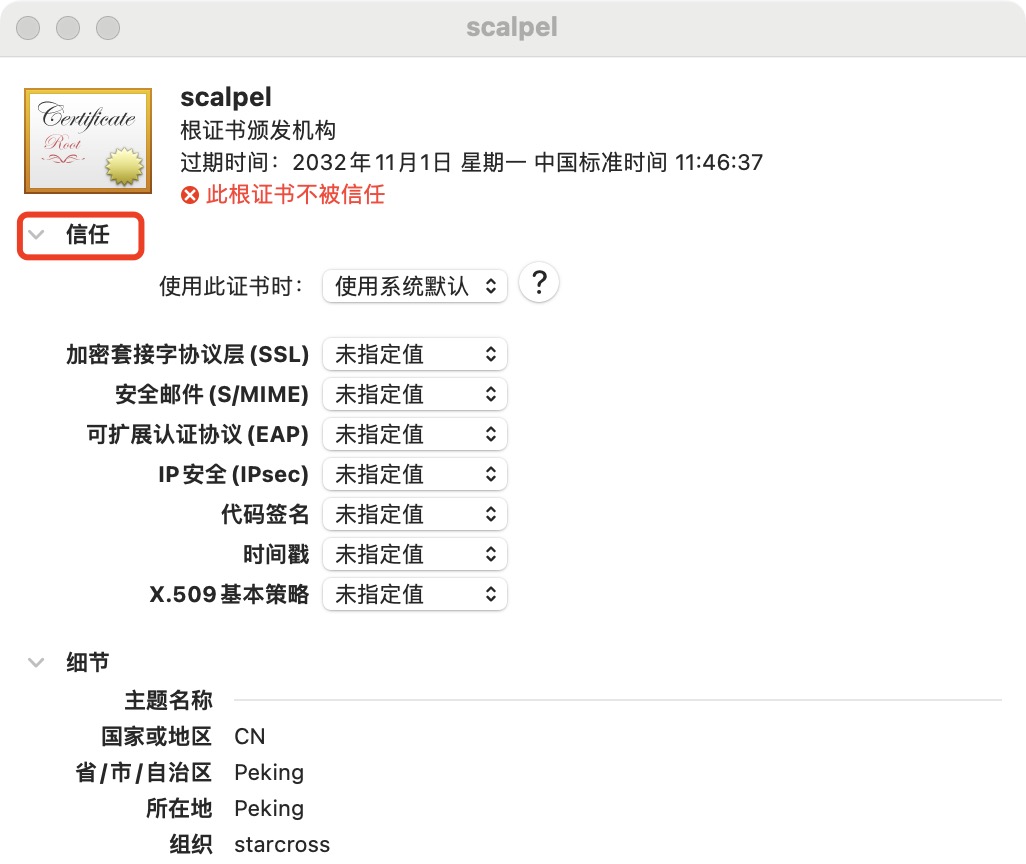 scalpel
Certificate
Root
scalpel
根证书颁发机构
过期时间：2032年11月1日 星期一 中国标准时间 11:46:37
此根证书不被信任
信任
使用此证书时： 使用系统默认 ?
加密套接字协议层 (SSL) 未指定值
安全邮件 (S/MIME) 未指定值
可扩展认证协议 (EAP) 未指定值
IP 安全 (IPsec) 未指定值
代码签名 未指定值
时间戳 未指定值
X.509 基本策略 未指定值
细节
主题名称
国家或地区 CN
省/市/自治区 Peking
所在地 Peking
组织 starcross